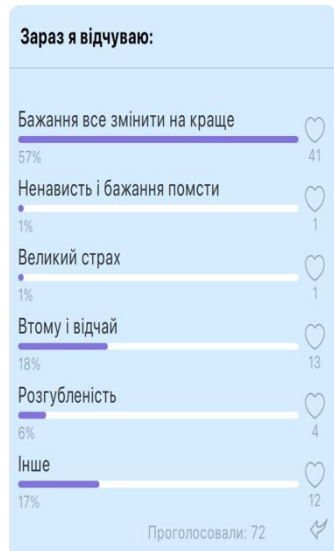 Зараз я відчуваю:
Бажання все змінити на краще
57% 41
Ненависть і бажання помсти
1% 1
Великий страх
1% 1
Втому і відчай
18% 13
Розгубленість
6% 4
Інше
17% 12
Проголосовали: 72